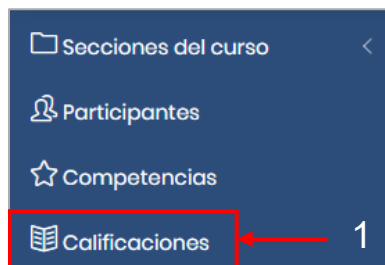 Secciones del curso
Participantes
Competencias
Calificaciones 1